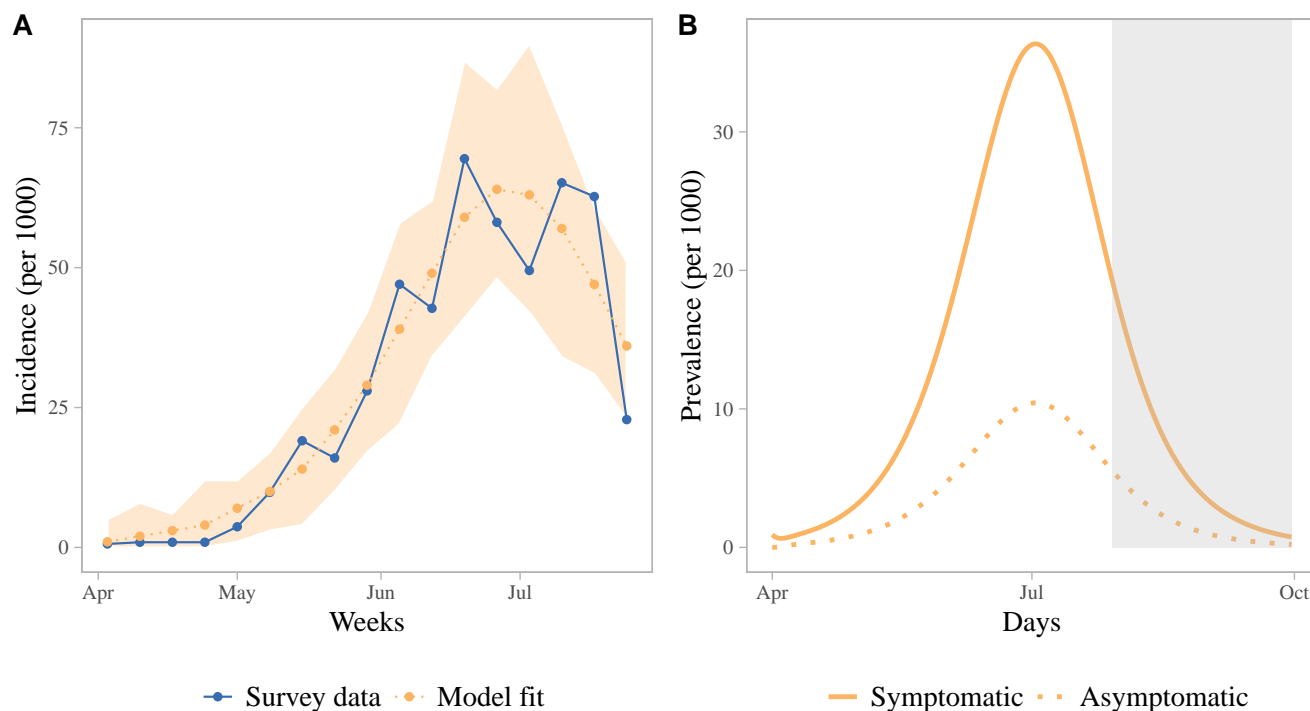 A
Incidence (per 1000)
75
50
25
0
Apr May Jun Jul
Weeks
Survey data Model fit
B
Prevalence (per 1000)
30
20
10
0
Apr Jul Oct
Days
Symptomatic Asymptomatic